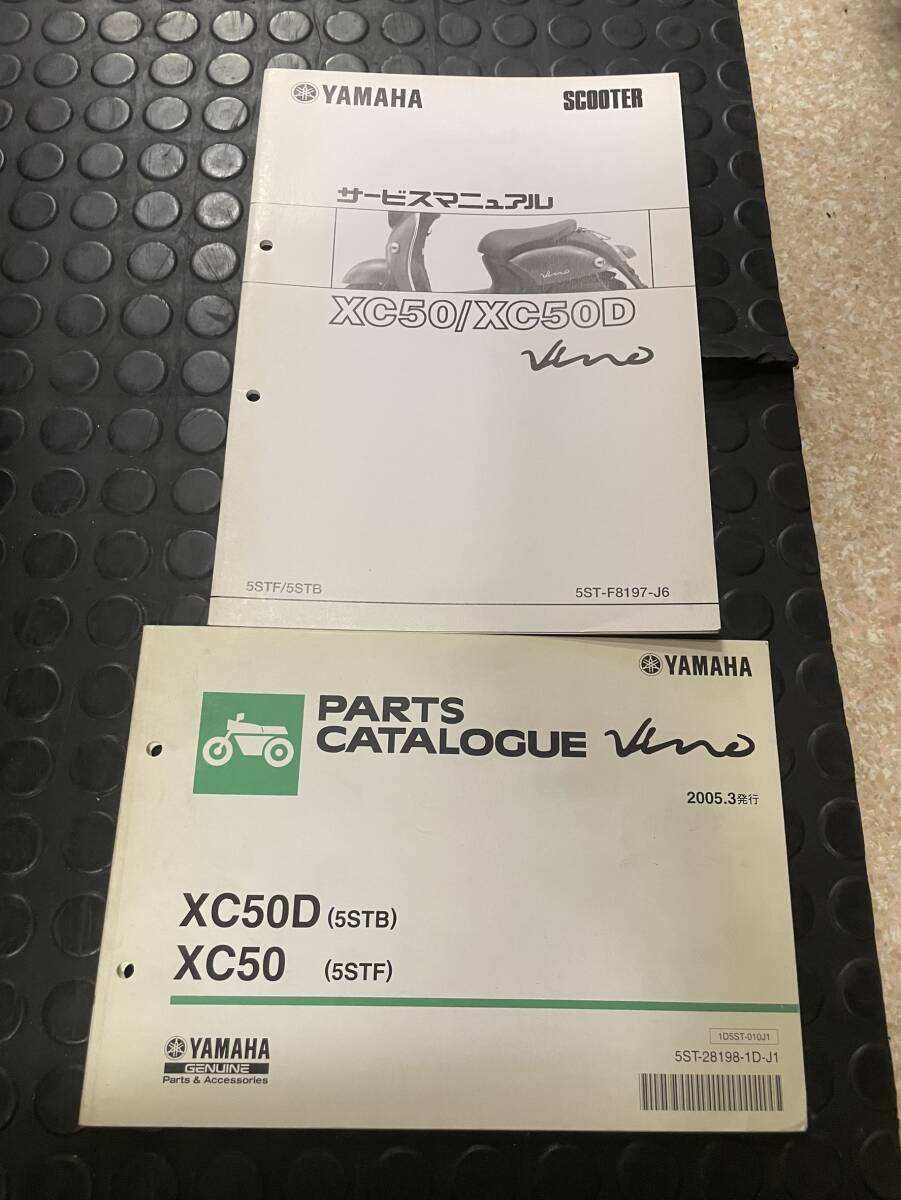 YAMAHA
SCOOTER
サービスマニュアル
Vino
XC50/XC50D
Vino
5STF/5STB
5ST-F8197-J6
YAMAHA
PARTS
CATALOGUE Vino
2005.3発行
XC50D (5STB)
XC50 (5STF)
YAMAHA
GENUINE
Parts & Accessories
1D5ST-010J1
5ST-28198-1D-J1